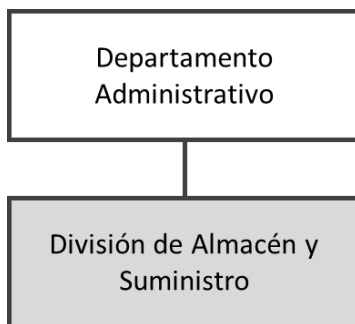 Departamento
Administrativo
División de Almacén y
Suministro